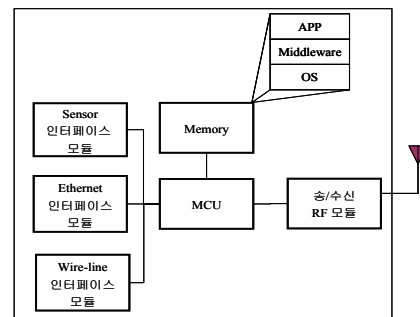 APP
Middleware
OS
Sensor
인터페이스
모듈
Memory
Ethernet
인터페이스
모듈
MCU
송/수신
RF 모듈
Wire-line
인터페이스
모듈